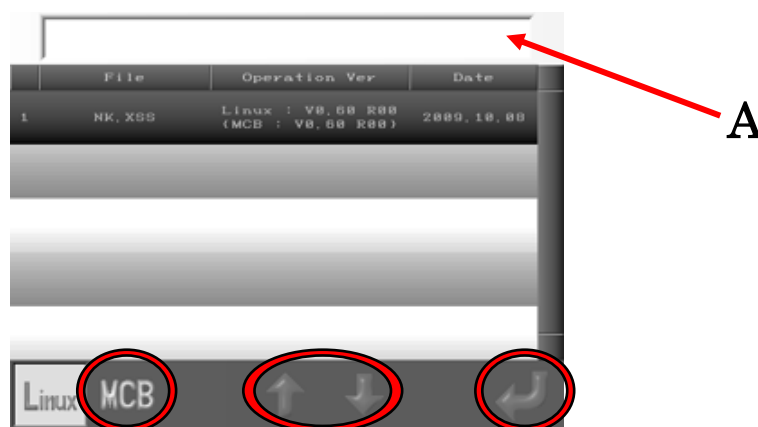 A
File Operation Ver Date
1 NK.XSS Linux : V0.60 R00 2009.10.08
(MCB : V0.60 R00)
Linux MCB